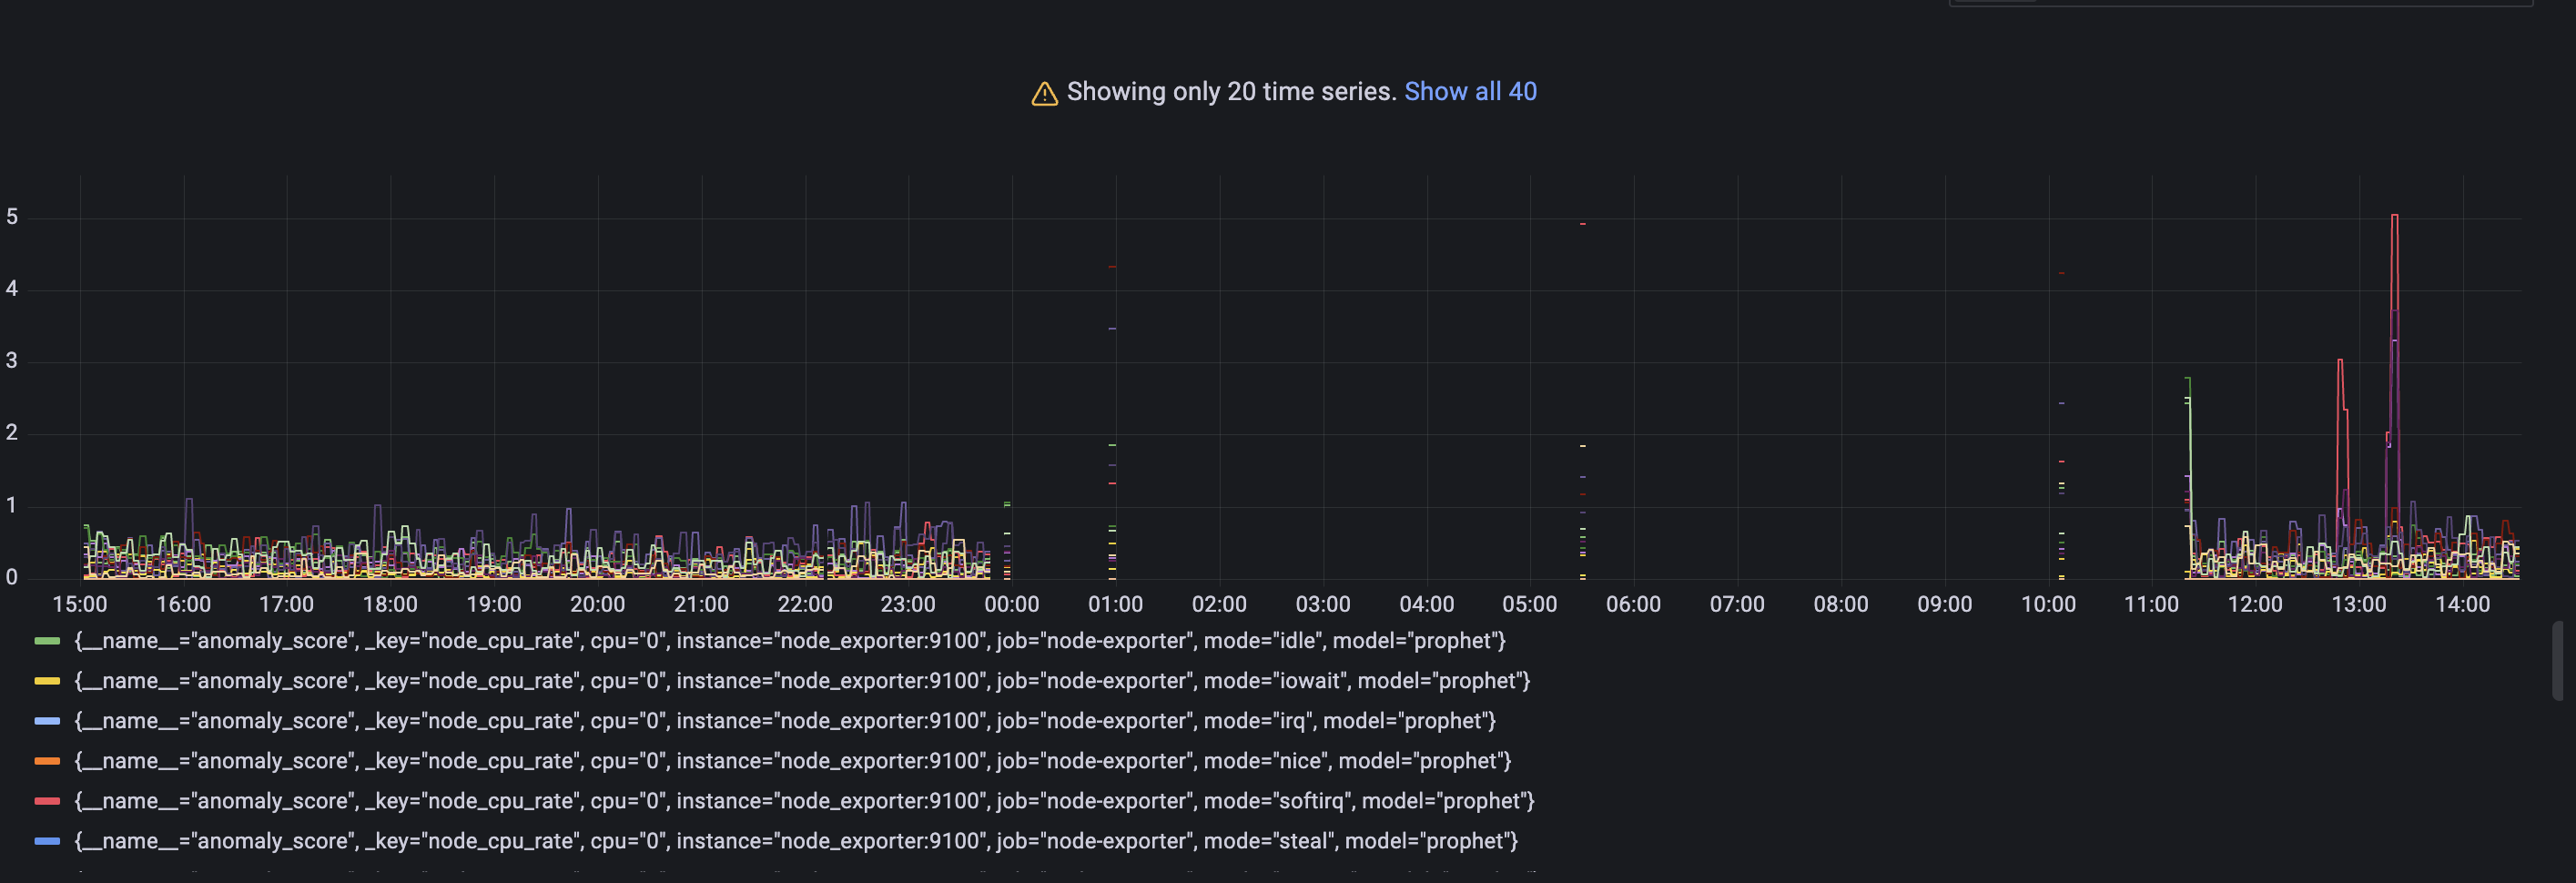 Showing only 20 time series. Show all 40
5
4
3
2
1
0
15:00 16:00 17:00 18:00 19:00 20:00 21:00 22:00 23:00 00:00 01:00 02:00 03:00 04:00 05:00 06:00 07:00 08:00 09:00 10:00 11:00 12:00 13:00 14:00
{__name__="anomaly_score", _key="node_cpu_rate", cpu="0", instance="node_exporter:9100", job="node-exporter", mode="idle", model="prophet"}
{__name__="anomaly_score", _key="node_cpu_rate", cpu="0", instance="node_exporter:9100", job="node-exporter", mode="iowait", model="prophet"}
{__name__="anomaly_score", _key="node_cpu_rate", cpu="0", instance="node_exporter:9100", job="node-exporter", mode="irq", model="prophet"}
{__name__="anomaly_score", _key="node_cpu_rate", cpu="0", instance="node_exporter:9100", job="node-exporter", mode="nice", model="prophet"}
{__name__="anomaly_score", _key="node_cpu_rate", cpu="0", instance="node_exporter:9100", job="node-exporter", mode="softirq", model="prophet"}
{__name__="anomaly_score", _key="node_cpu_rate", cpu="0", instance="node_exporter:9100", job="node-exporter", mode="steal", model="prophet"}